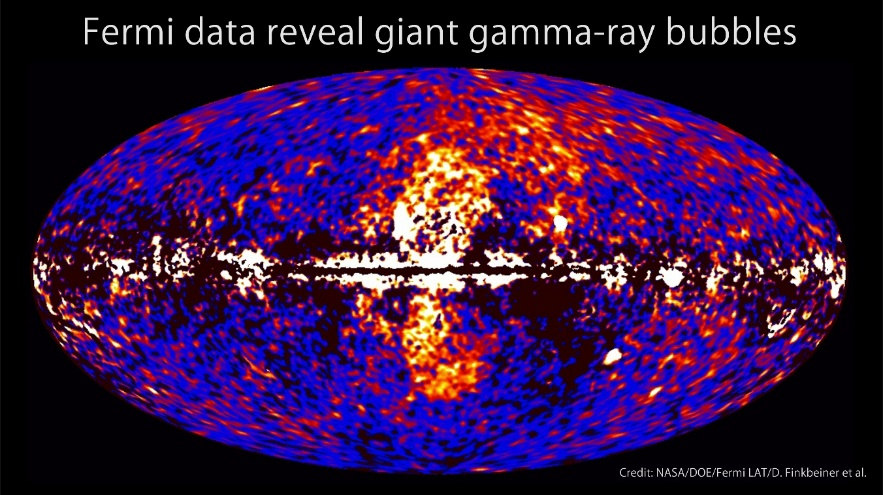 Fermi data reveal giant gamma-ray bubbles
Credit: NASA/DOE/Fermi LAT/D. Finkbeiner et al.